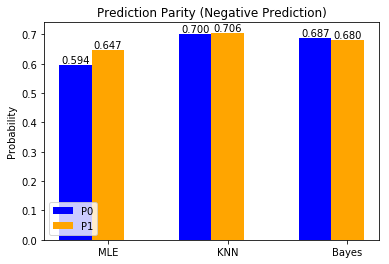 Prediction Parity (Negative Prediction)
0.7
0.6
0.5
0.4
0.3
0.2
0.1
0.0
Probability
0.594
0.647
0.700
0.706
0.687
0.680
P0
P1
MLE
KNN
Bayes